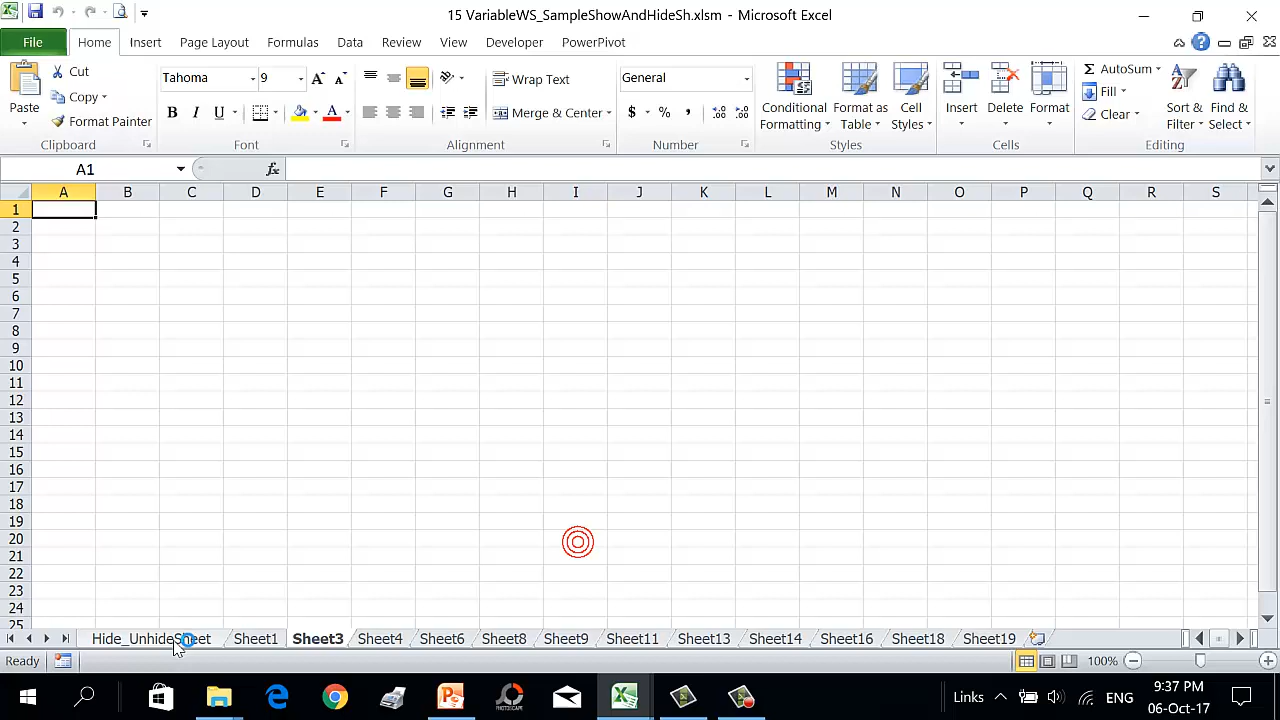 15 VariableWS_SampleShowAndHideSh.xlsm - Microsoft Excel
File Home Insert Page Layout Formulas Data Review View Developer PowerPivot
Paste
Cut
Copy
Format Painter
Clipboard
Tahoma 9
B I U A
Font
Wrap Text
Merge & Center
Alignment
General
$ % ,
Number
Conditional Formatting
Format as Table
Cell Styles
Styles
Insert Delete Format
Cells
AutoSum
Fill
Clear
Sort & Filter
Find & Select
Editing
A1 fx
A B C D E F G H I J K L M N O P Q R S
1
2
3
4
5
6
7
8
9
10
11
12
13
14
15
16
17
18
19
20
21
22
23
24
25
Hide_UnhideSheet Sheet1 Sheet3 Sheet4 Sheet6 Sheet8 Sheet9 Sheet11 Sheet13 Sheet14 Sheet16 Sheet18 Sheet19
Ready 100%
Links ENG 9:37 PM
06-Oct-17